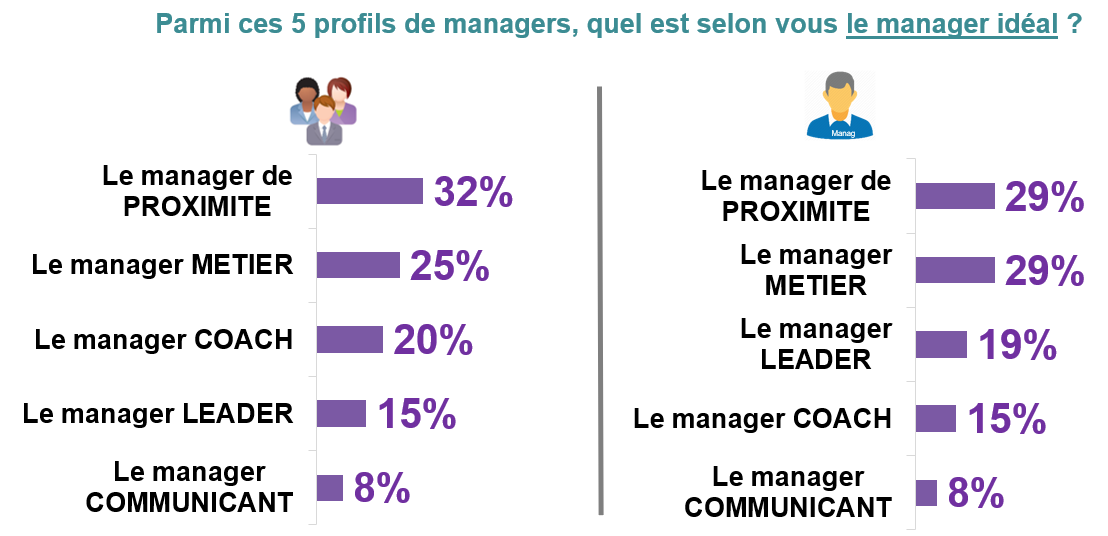 Parmi ces 5 profils de managers, quel est selon vous le manager idéal ?
Le manager de
PROXIMITE
32%
Le manager METIER
25%
Le manager COACH
20%
Le manager LEADER
15%
Le manager
COMMUNICANT
8%
Manag
Le manager de
PROXIMITE
29%
Le manager
METIER
29%
Le manager
LEADER
19%
Le manager COACH
15%
Le manager
COMMUNICANT
8%